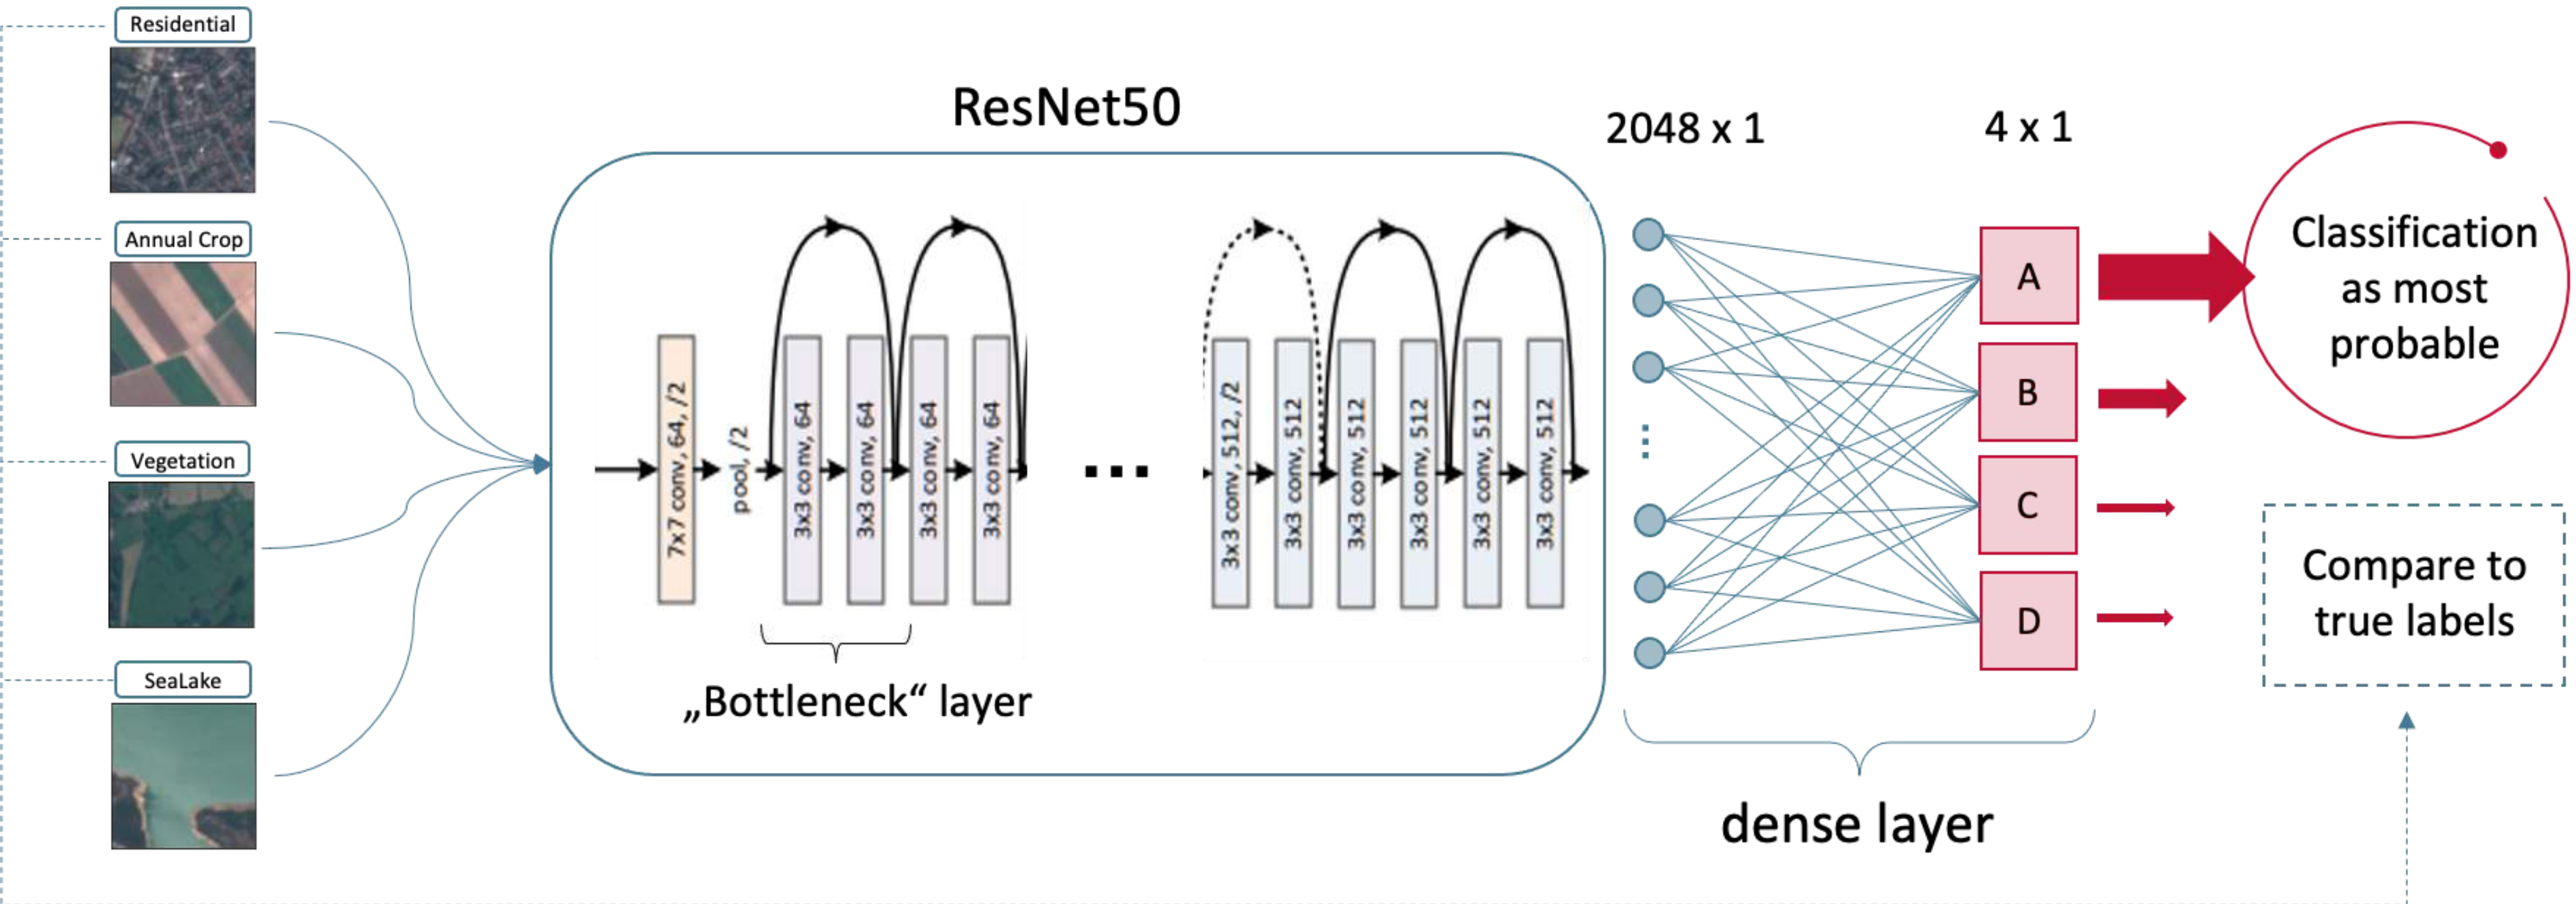 Residential
Annual Crop
Vegetation
SeaLake
ResNet50
7x7 conv, 64, /2
pool, /2
3x3 conv, 64
3x3 conv, 64
3x3 conv, 64
3x3 conv, 64
...
3x3 conv, 512, /2
3x3 conv, 512
3x3 conv, 512
3x3 conv, 512
3x3 conv, 512
3x3 conv, 512
„Bottleneck“ layer
2048 x 1
4 x 1
A
B
C
D
dense layer
Classification
as most
probable
Compare to
true labels